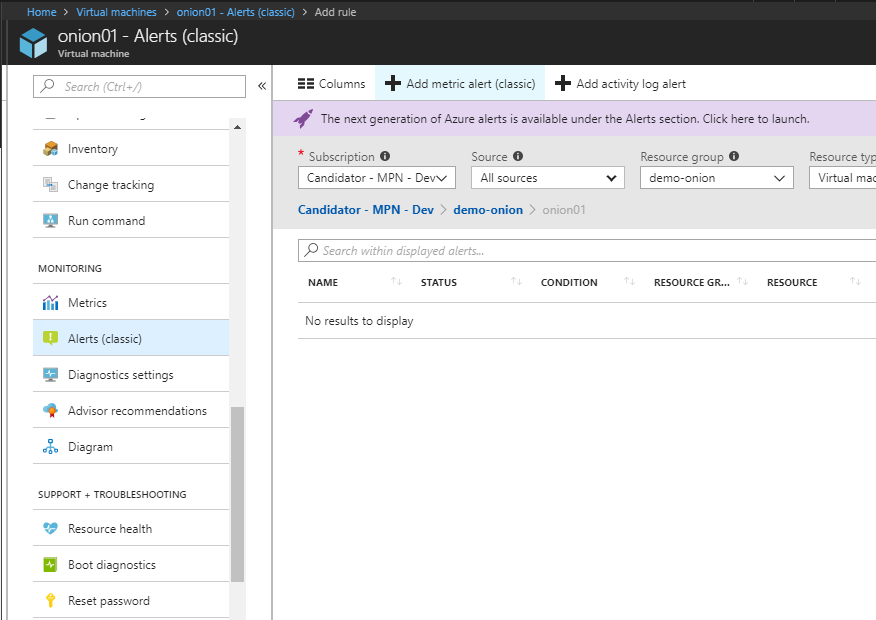 Home > Virtual machines > onion01 - Alerts (classic) > Add rule
onion01 - Alerts (classic)
Virtual machine
Search (Ctrl+/)
«
Inventory
Change tracking
Run command
MONITORING
Metrics
Alerts (classic)
Diagnostics settings
Advisor recommendations
Diagram
SUPPORT + TROUBLESHOOTING
Resource health
Boot diagnostics
Reset password
Columns + Add metric alert (classic) + Add activity log alert
The next generation of Azure alerts is available under the Alerts section. Click here to launch.
* Subscription Source Resource group Resource typ
Candidator - MPN - Dev All sources demo-onion Virtual mac
Candidator - MPN - Dev > demo-onion > onion01
Search within displayed alerts...
NAME STATUS CONDITION RESOURCE GR... RESOURCE
No results to display